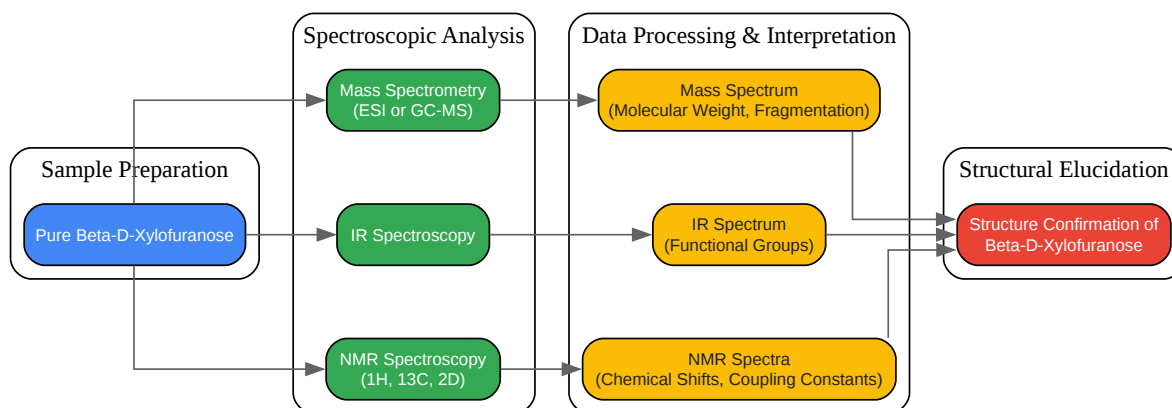 Sample Preparation
Pure Beta-D-Xylofuranose
Spectroscopic Analysis
Mass Spectrometry
(ESI or GC-MS)
IR Spectroscopy
NMR Spectroscopy
(1H, 13C, 2D)
Data Processing & Interpretation
Mass Spectrum
(Molecular Weight, Fragmentation)
IR Spectrum
(Functional Groups)
NMR Spectra
(Chemical Shifts, Coupling Constants)
Structural Elucidation
Structure Confirmation of
Beta-D-Xylofuranose